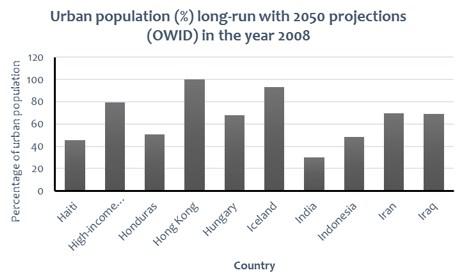 Urban population (%) long-run with 2050 projections
(OWID) in the year 2008
Percentage of urban population
120
100
80
60
40
20
0
Haiti
High-income...
Honduras
Hong Kong
Hungary
Iceland
India
Indonesia
Iran
Iraq
Country